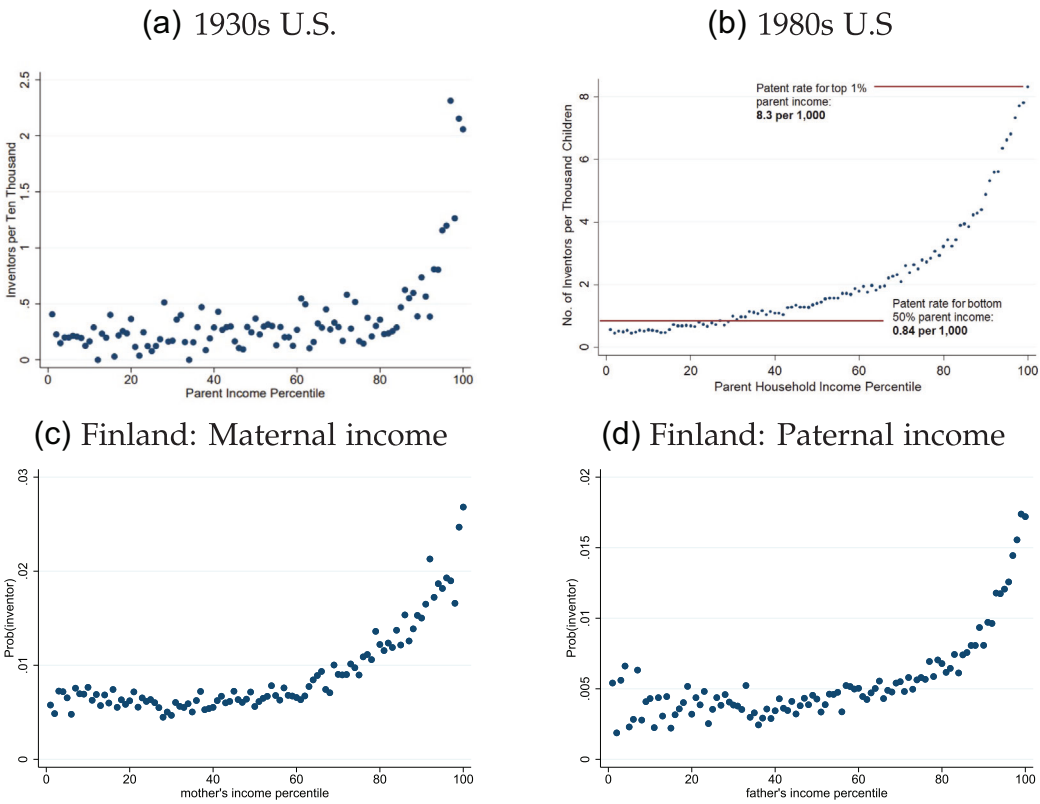 (a) 1930s U.S.
2.5
2
1.5
1
.5
0
Inventors per Ten Thousand
0 20 40 60 80 100
Parent Income Percentile
(b) 1980s U.S
Patent rate for top 1%
parent income:
8.3 per 1,000
8
6
4
2
0
No. of Inventors per Thousand Children
Patent rate for bottom
50% parent income:
0.84 per 1,000
0 20 40 60 80 100
Parent Household Income Percentile
(c) Finland: Maternal income
.03
.02
.01
0
Prob(inventor)
0 20 40 60 80 100
mother's income percentile
(d) Finland: Paternal income
.02
.015
.01
.005
0
Prob(inventor)
0 20 40 60 80 100
father's income percentile